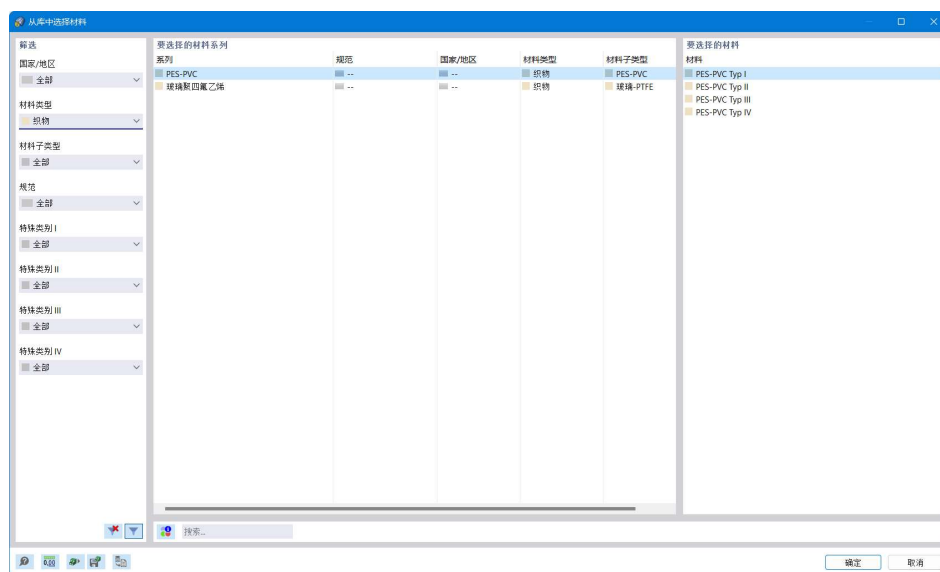 从库中选择材料
筛选
国家/地区
全部
材料类型
织物
材料子类型
全部
规范
全部
特殊类别 I
全部
特殊类别 II
全部
特殊类别 III
全部
特殊类别 IV
全部
要选择的材料系列
系列 规范 国家/地区 材料类型 材料子类型
PES-PVC -- -- 织物 PES-PVC
玻璃聚四氟乙烯 -- -- 织物 玻璃-PTFE
搜索...
要选择的材料
材料
PES-PVC Typ I
PES-PVC Typ II
PES-PVC Typ III
PES-PVC Typ IV
0,00
确定 取消